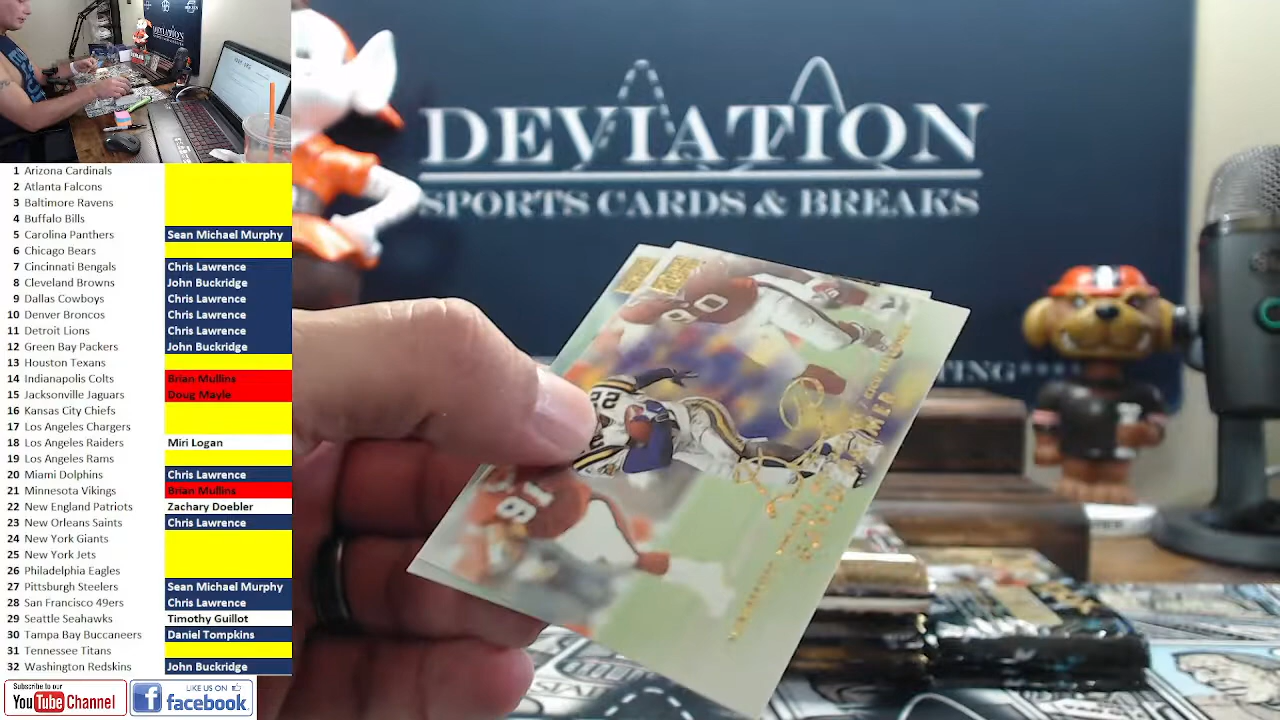 DEVIATION
SPORTS CARDS & BREAKS
1 Arizona Cardinals
2 Atlanta Falcons
3 Baltimore Ravens
4 Buffalo Bills
5 Carolina Panthers Sean Michael Murphy
6 Chicago Bears
7 Cincinnati Bengals Chris Lawrence
8 Cleveland Browns John Buckridge
9 Dallas Cowboys Chris Lawrence
10 Denver Broncos Chris Lawrence
11 Detroit Lions Chris Lawrence
12 Green Bay Packers John Buckridge
13 Houston Texans
14 Indianapolis Colts Brian Mullins
15 Jacksonville Jaguars Doug Mayle
16 Kansas City Chiefs
17 Los Angeles Chargers
18 Los Angeles Raiders Miri Logan
19 Los Angeles Rams
20 Miami Dolphins Chris Lawrence
21 Minnesota Vikings Brian Mullins
22 New England Patriots Zachary Doebler
23 New Orleans Saints Chris Lawrence
24 New York Giants
25 New York Jets
26 Philadelphia Eagles
27 Pittsburgh Steelers Sean Michael Murphy
28 San Francisco 49ers Chris Lawrence
29 Seattle Seahawks Timothy Guillot
30 Tampa Bay Buccaneers Daniel Tompkins
31 Tennessee Titans
32 Washington Redskins John Buckridge
Subscribe to our
YouTube Channel
LIKE US ON
facebook
22
91